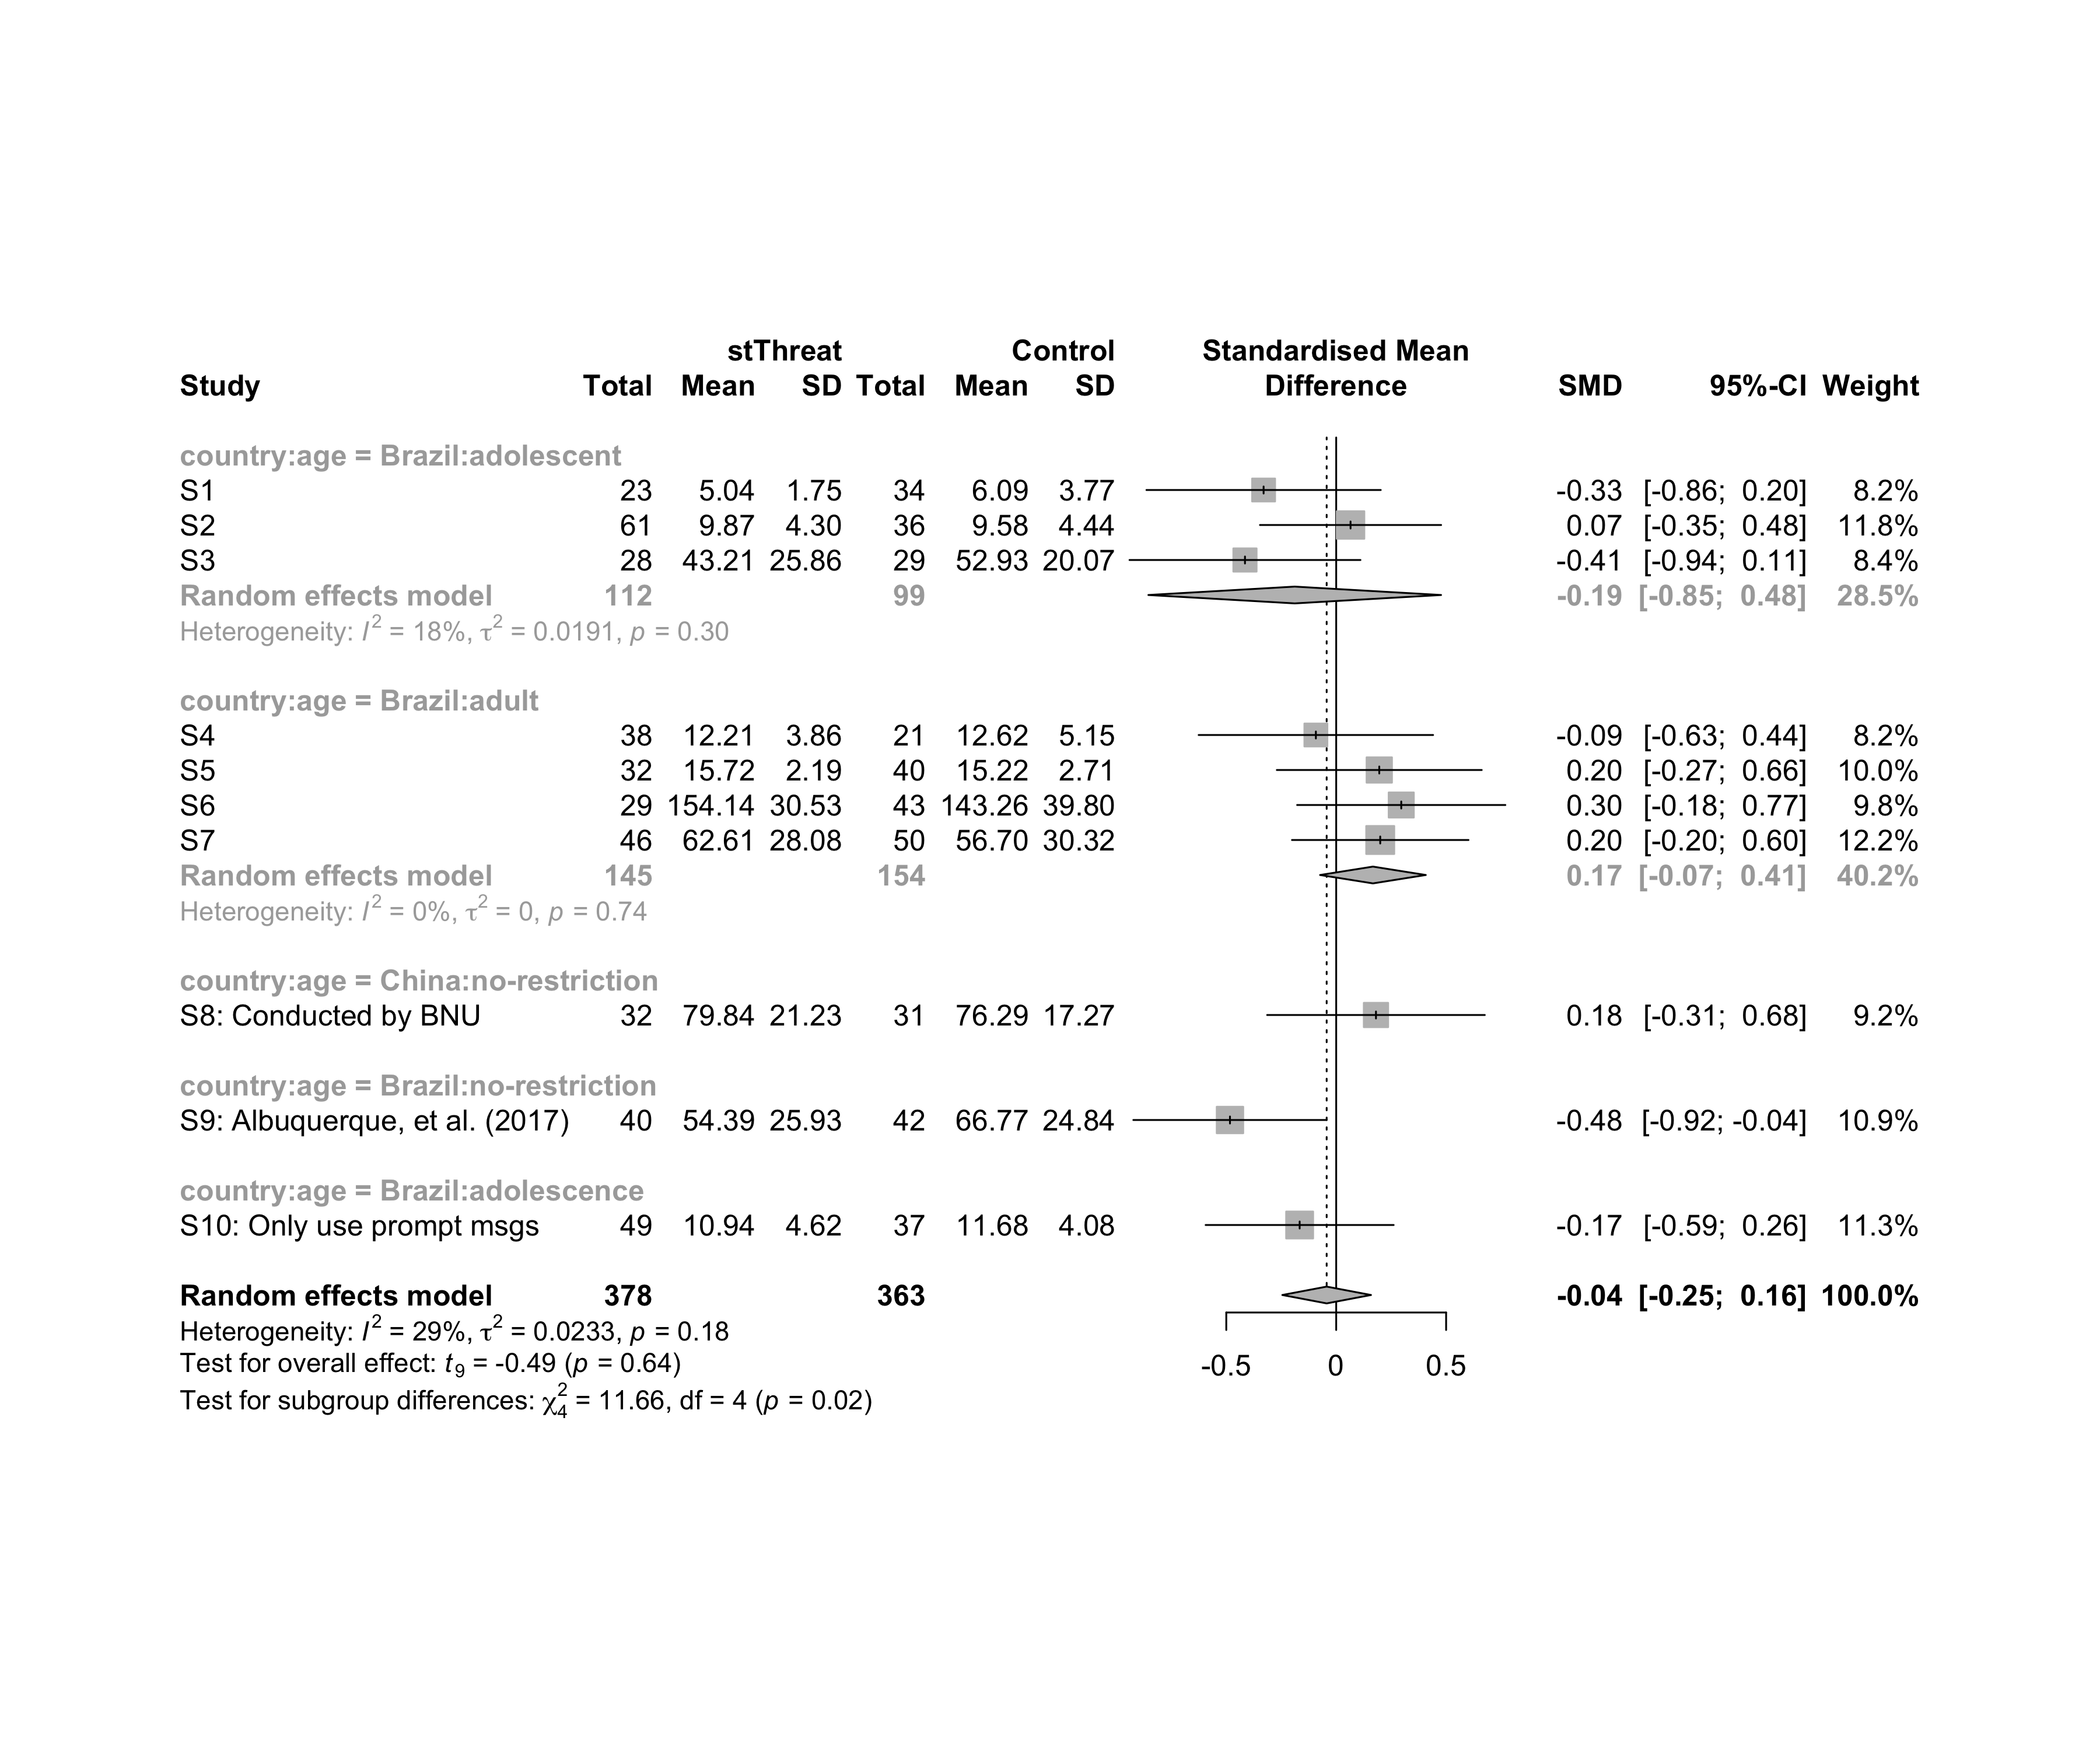 stThreat Control Standardised Mean
Study Total Mean SD Total Mean SD Difference SMD 95%-CI Weight
country:age = Brazil:adolescent
S1 23 5.04 1.75 34 6.09 3.77 -0.33 [-0.86; 0.20] 8.2%
S2 61 9.87 4.30 36 9.58 4.44 0.07 [-0.35; 0.48] 11.8%
S3 28 43.21 25.86 29 52.93 20.07 -0.41 [-0.94; 0.11] 8.4%
Random effects model 112 99 -0.19 [-0.85; 0.48] 28.5%
Heterogeneity: I² = 18%, τ² = 0.0191, p = 0.30
country:age = Brazil:adult
S4 38 12.21 3.86 21 12.62 5.15 -0.09 [-0.63; 0.44] 8.2%
S5 32 15.72 2.19 40 15.22 2.71 0.20 [-0.27; 0.66] 10.0%
S6 29 154.14 30.53 43 143.26 39.80 0.30 [-0.18; 0.77] 9.8%
S7 46 62.61 28.08 50 56.70 30.32 0.20 [-0.20; 0.60] 12.2%
Random effects model 145 154 0.17 [-0.07; 0.41] 40.2%
Heterogeneity: I² = 0%, τ² = 0, p = 0.74
country:age = China:no-restriction
S8: Conducted by BNU 32 79.84 21.23 31 76.29 17.27 0.18 [-0.31; 0.68] 9.2%
country:age = Brazil:no-restriction
S9: Albuquerque, et al. (2017) 40 54.39 25.93 42 66.77 24.84 -0.48 [-0.92; -0.04] 10.9%
country:age = Brazil:adolescence
S10: Only use prompt msgs 49 10.94 4.62 37 11.68 4.08 -0.17 [-0.59; 0.26] 11.3%
Random effects model 378 363 -0.04 [-0.25; 0.16] 100.0%
Heterogeneity: I² = 29%, τ² = 0.0233, p = 0.18
Test for overall effect: t₉ = -0.49 (p = 0.64)
-0.5 0 0.5
Test for subgroup differences: χ²₄ = 11.66, df = 4 (p = 0.02)